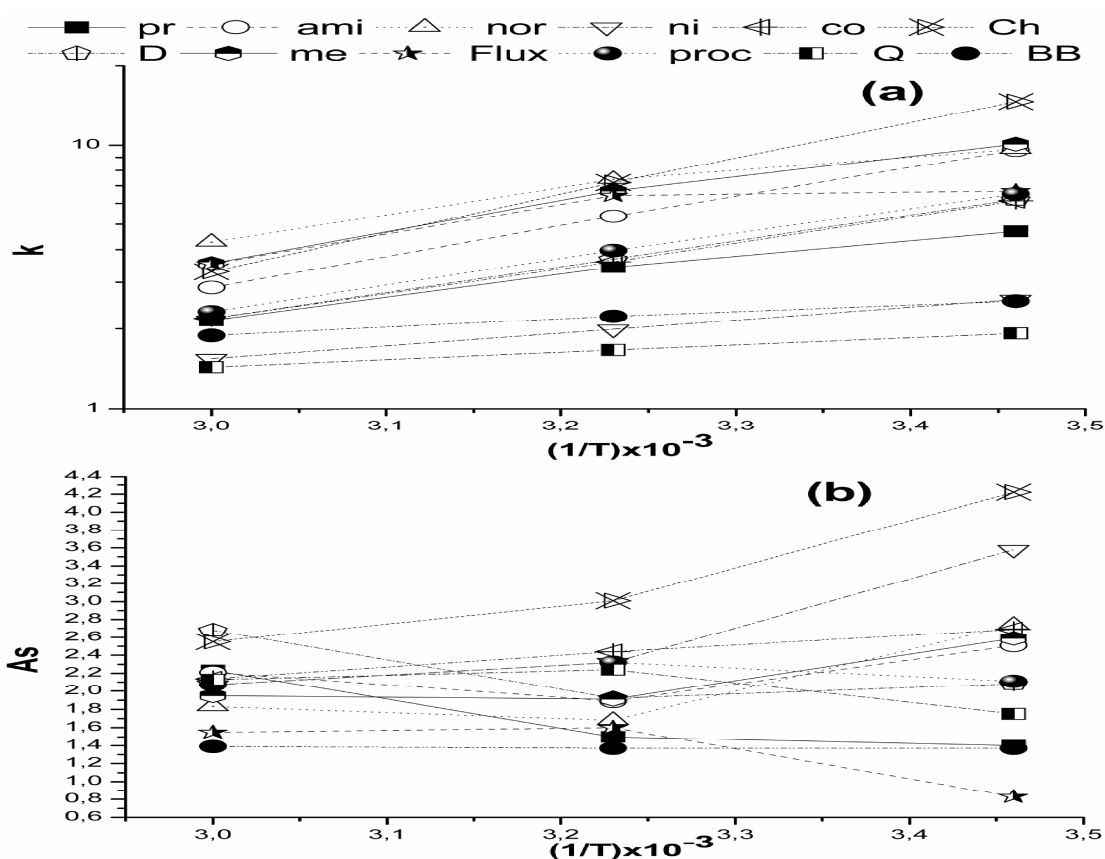 pr ami nor ni co Ch
D me Flux proc Q BB
(a)
10
k
1
3,0 3,1 3,2 3,3 3,4 3,5
(1/T)x10-3
(b)
4,4
4,2
4,0
3,8
3,6
3,4
3,2
3,0
2,8
2,6
2,4
2,2
2,0
1,8
1,6
1,4
1,2
1,0
0,8
0,6
As
3,0 3,1 3,2 3,3 3,4 3,5
(1/T)x10-3